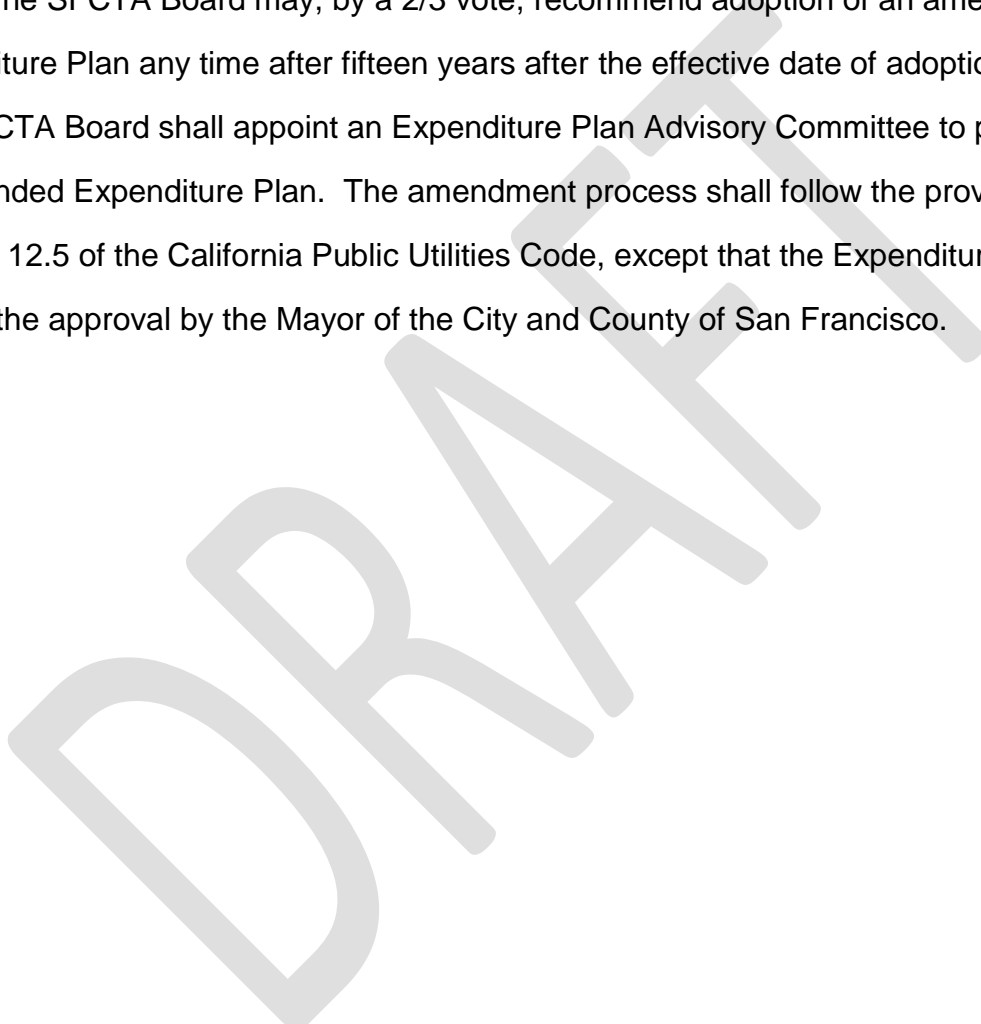 he SFCTA Board may, by a 2/3 vote, recommend adoption of an ame
iture Plan any time after fifteen years after the effective date of adoptio
CTA Board shall appoint an Expenditure Plan Advisory Committee to p
nded Expenditure Plan.  The amendment process shall follow the prov
12.5 of the California Public Utilities Code, except that the Expenditur
the approval by the Mayor of the City and County of San Francisco.
DRAFT